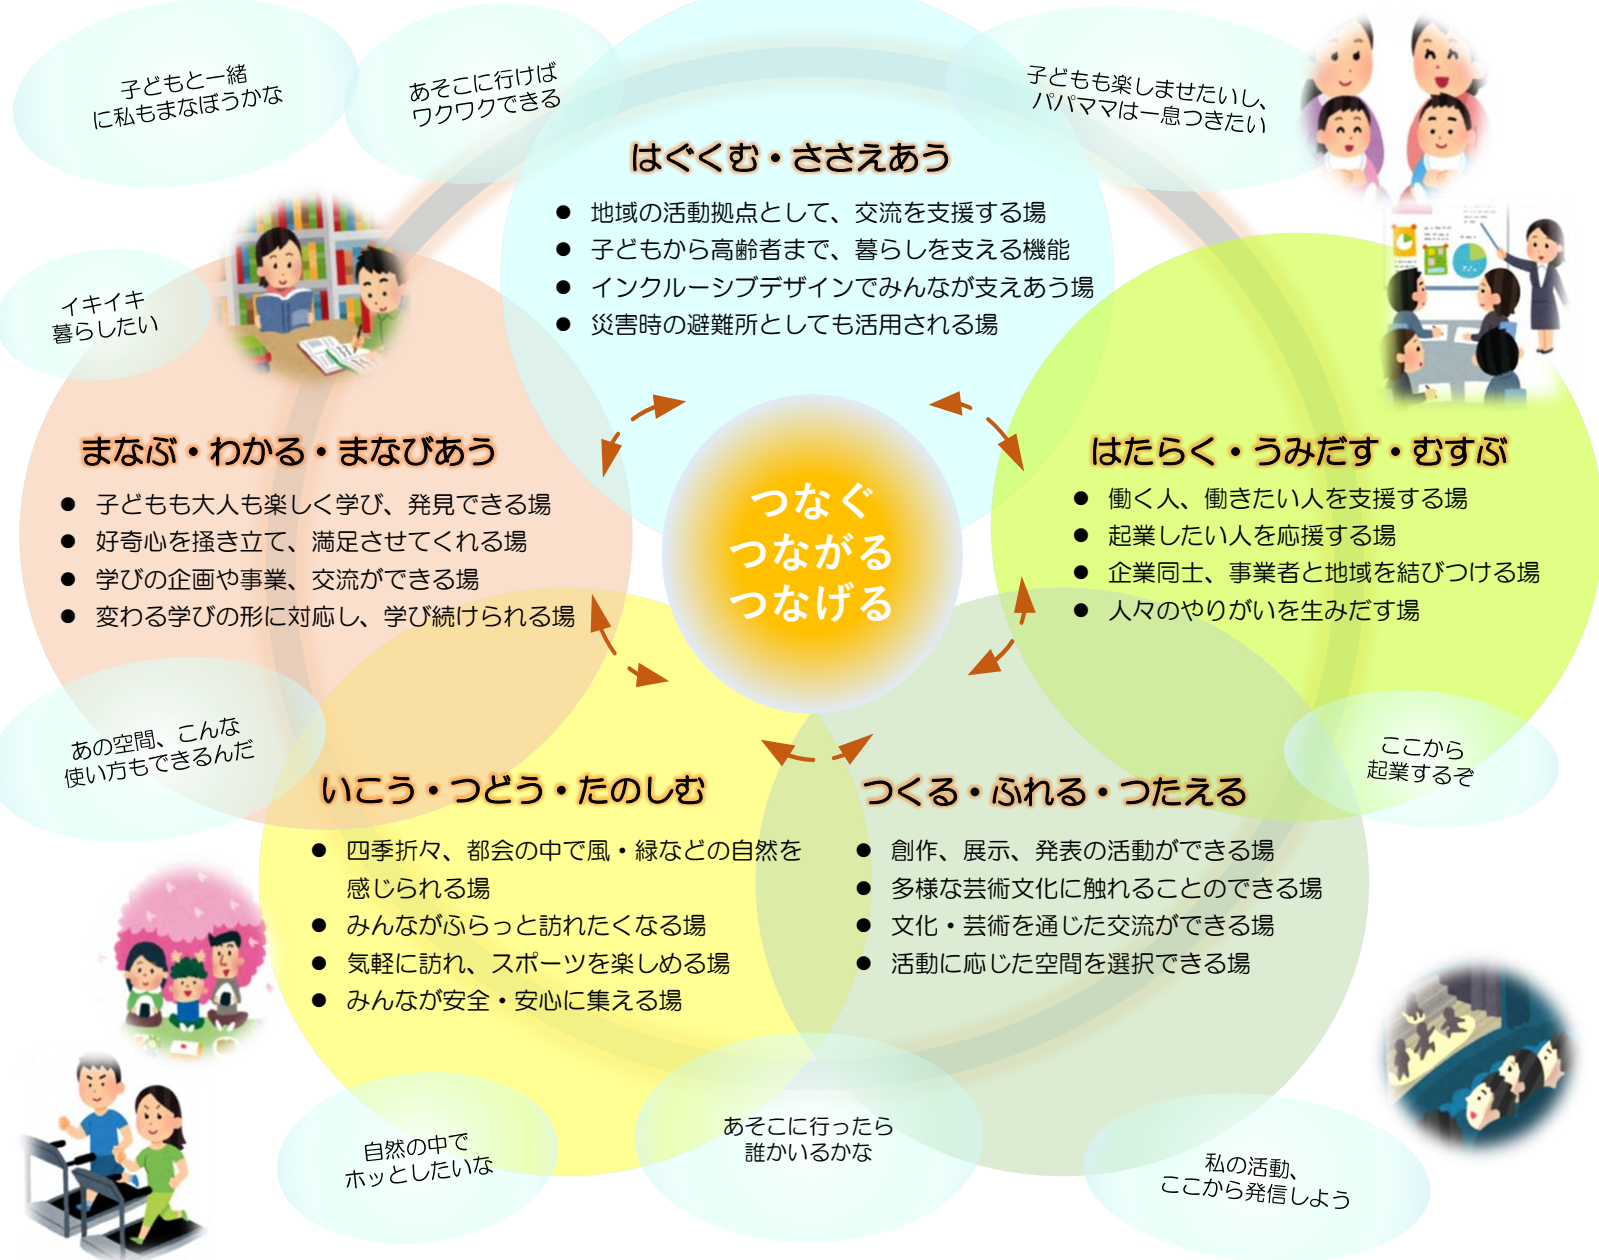 子どもと一緒
に私もまなぼうかな
あそこに行けば
ワクワクできる
子どもも楽しませたいし、
パパママは一息つきたい
はぐくむ・ささえあう
● 地域の活動拠点として、交流を支援する場
● 子どもから高齢者まで、暮らしを支える機能
● インクルーシブデザインでみんなが支えあう場
● 災害時の避難所としても活用される場
イキイキ
暮らしたい
まなぶ・わかる・まなびあう
● 子どもも大人も楽しく学び、発見できる場
● 好奇心を掻き立て、満足させてくれる場
● 学びの企画や事業、交流ができる場
● 変わる学びの形に対応し、学び続けられる場
つなぐ
つながる
つなげる
はたらく・うみだす・むすぶ
● 働く人、働きたい人を支援する場
● 起業したい人を応援する場
● 企業同士、事業者と地域を結びつける場
● 人々のやりがいを生みだす場
あの空間、こんな
使い方もできるんだ
ここから
起業するぞ
いこう・つどう・たのしむ
● 四季折々、都会の中で風・緑などの自然を
感じられる場
● みんながふらっと訪れたくなる場
● 気軽に訪れ、スポーツを楽しめる場
● みんなが安全・安心に集える場
つくる・ふれる・つたえる
● 創作、展示、発表の活動ができる場
● 多様な芸術文化に触れることのできる場
● 文化・芸術を通じた交流ができる場
● 活動に応じた空間を選択できる場
自然の中で
ホッとしたいな
あそこに行ったら
誰かいるかな
私の活動、
ここから発信しよう